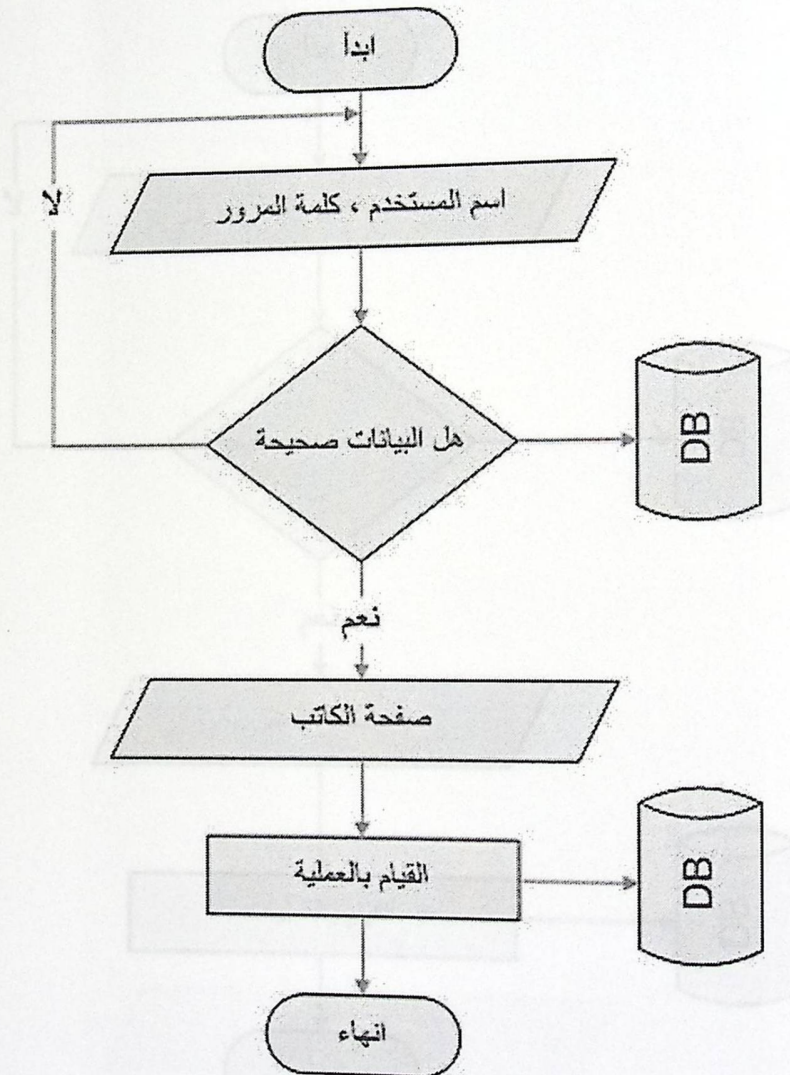 ابدأ
اسم المستخدم ، كلمة المرور
لا
هل البيانات صحيحة
DB
نعم
صفحة الكاتب
القيام بالعملية
DB
انهاء